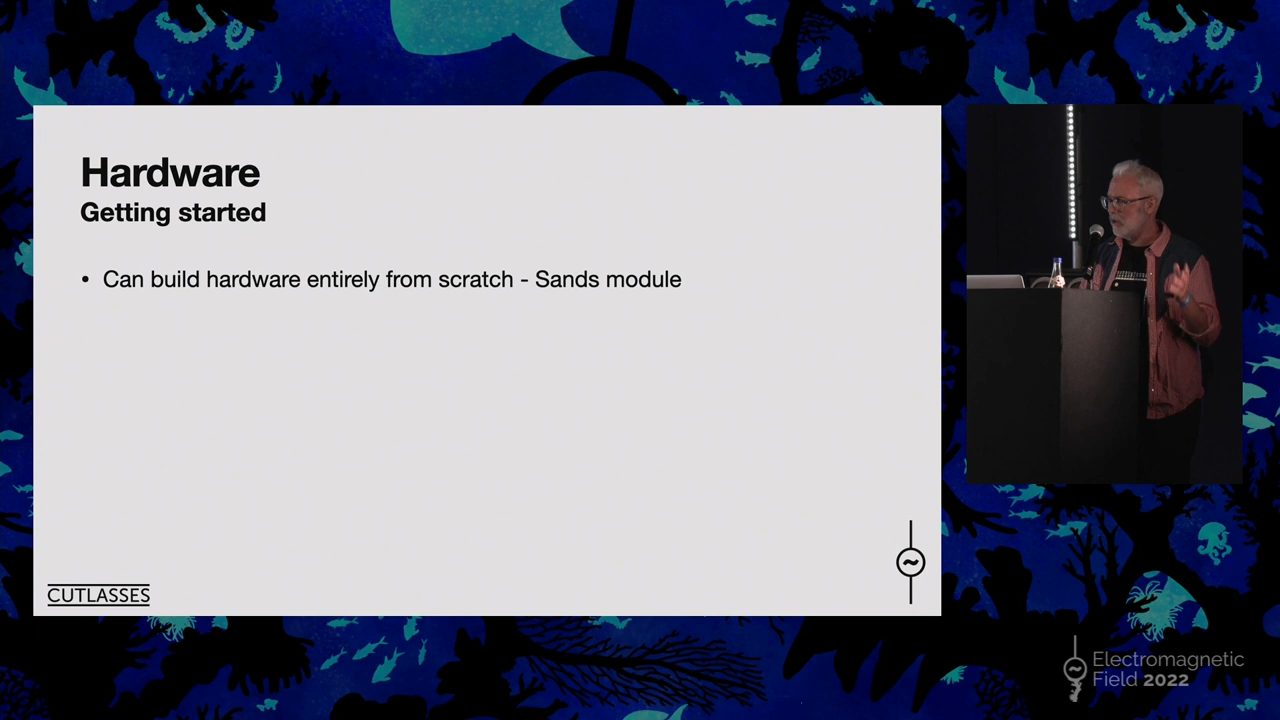 Hardware
Getting started
• Can build hardware entirely from scratch - Sands module
CUTLASSES
Electromagnetic
Field 2022